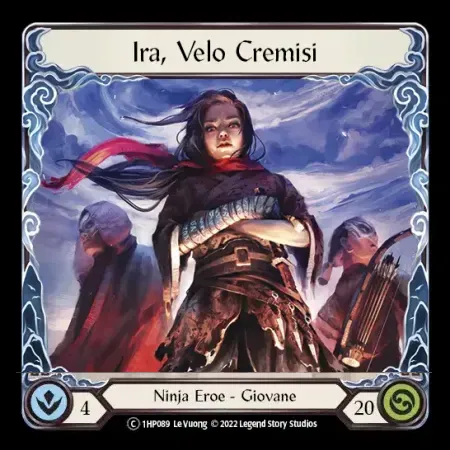 Ira, Velo Cremisi
4
Ninja Eroe - Giovane
20
C 1HP089 Le Vuong © 2022 Legend Story Studios